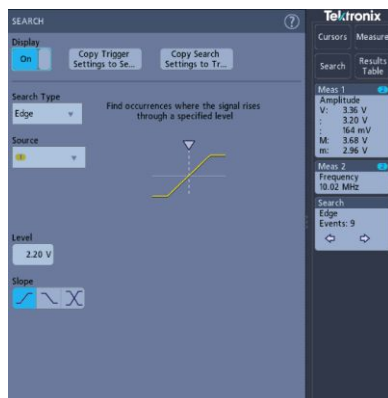 SEARCH
?
Display
On
Copy Trigger
Settings to Se...
Copy Search
Settings to Tr...
Search Type
Edge
Find occurrences where the signal rises
through a specified level
Source
Level
2.20 V
Slope
Tektronix
Cursors
Measure
Search
Results
Table
Meas 1
Amplitude
V: 3.36 V
: 3.20 V
: 164 mV
M: 3.68 V
m: 2.96 V
Meas 2
Frequency
10.02 MHz
Search
Edge
Events: 9